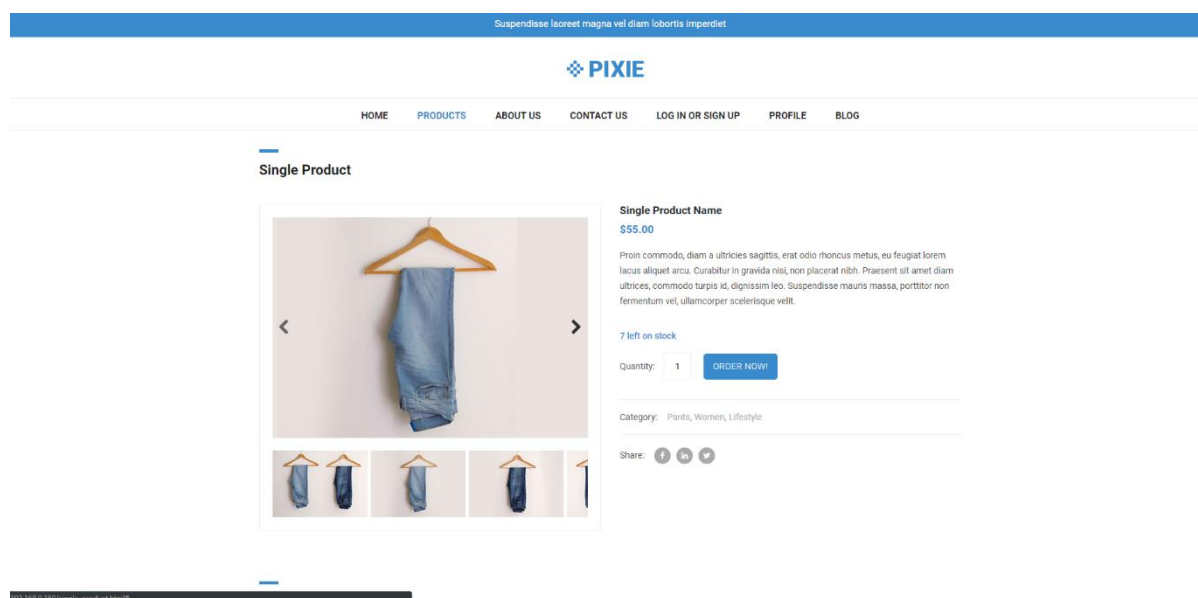 Suspendisse laoreet magna vel diam lobortis imperdiet
PIXIE
HOME PRODUCTS ABOUT US CONTACT US LOG IN OR SIGN UP PROFILE BLOG
Single Product
Single Product Name
$55.00
Proin commodo, diam a ultricies sagittis, erat odio rhoncus metus, eu feugiat lorem
lacus aliquet arcu. Curabitur in gravida nisi, non placerat nibh. Praesent sit amet diam
ultrices, commodo turpis id, dignissim leo. Suspendisse mauris massa, porttitor non
fermentum vel, ullamcorper scelerisque velit.
7 left on stock
Quantity: 1 ORDER NOW!
Category: Pants, Women, Lifestyle
Share: